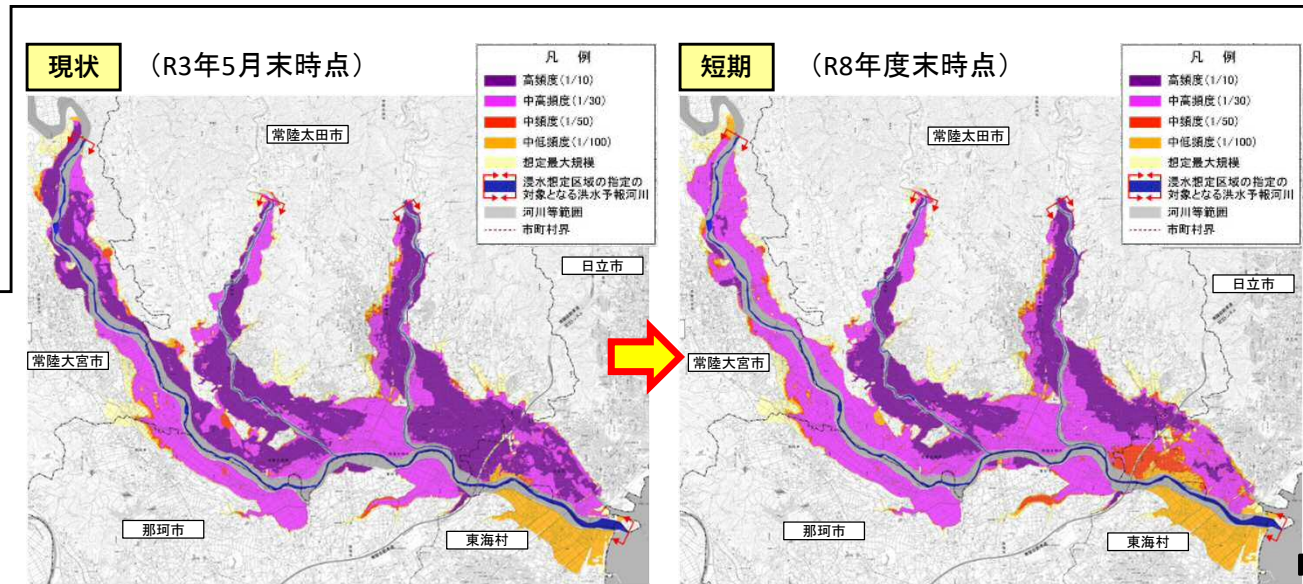 現状
（R3年5月末時点）
凡 例
高頻度(1/10)
中高頻度(1/30)
中頻度(1/50)
中低頻度(1/100)
想定最大規模
浸水想定区域の指定の
対象となる洪水予報河川
河川等範囲
市町村界
常陸太田市
日立市
常陸大宮市
那珂市
東海村
短期
（R8年度末時点）
凡 例
高頻度(1/10)
中高頻度(1/30)
中頻度(1/50)
中低頻度(1/100)
想定最大規模
浸水想定区域の指定の
対象となる洪水予報河川
河川等範囲
市町村界
常陸太田市
日立市
常陸大宮市
那珂市
東海村